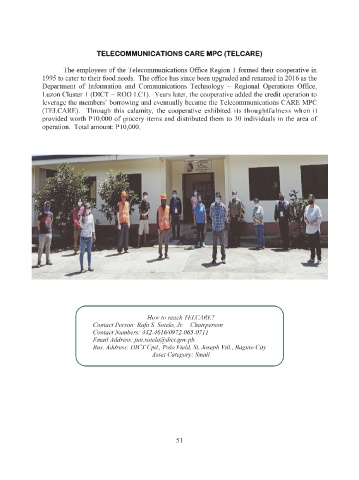 TELECOMMUNICATIONS CARE MPC (TELCARE)
The employees of the Telecommunications Office Region 1 formed their cooperative in
1995 to cater to their food needs. The office has since been upgraded and renamed in 2016 as the
Department of Information and Communications Technology – Regional Operations Office,
Luzon Cluster 1 (DICT – ROO LC1). Years later, the cooperative added the credit operation to
leverage the members' borrowing and eventually became the Telecommunications CARE MPC
(TELCARE). Through this calamity, the cooperative exhibited its thoughtfulness when it
provided worth P10,000 of grocery items and distributed them to 30 individuals in the area of
operation. Total amount: P10,000.
How to reach TELCARE?
Contact Person: Rufo S. Sotelo, Jr. Chairperson
Contact Numbers: 442-4616/0972-065-0711
Email Address: jun.sotelo@dict.gov.ph
Bus. Address: DICT Cpd., Polo Field, St. Joseph Vill., Baguio City
Asset Category: Small
51